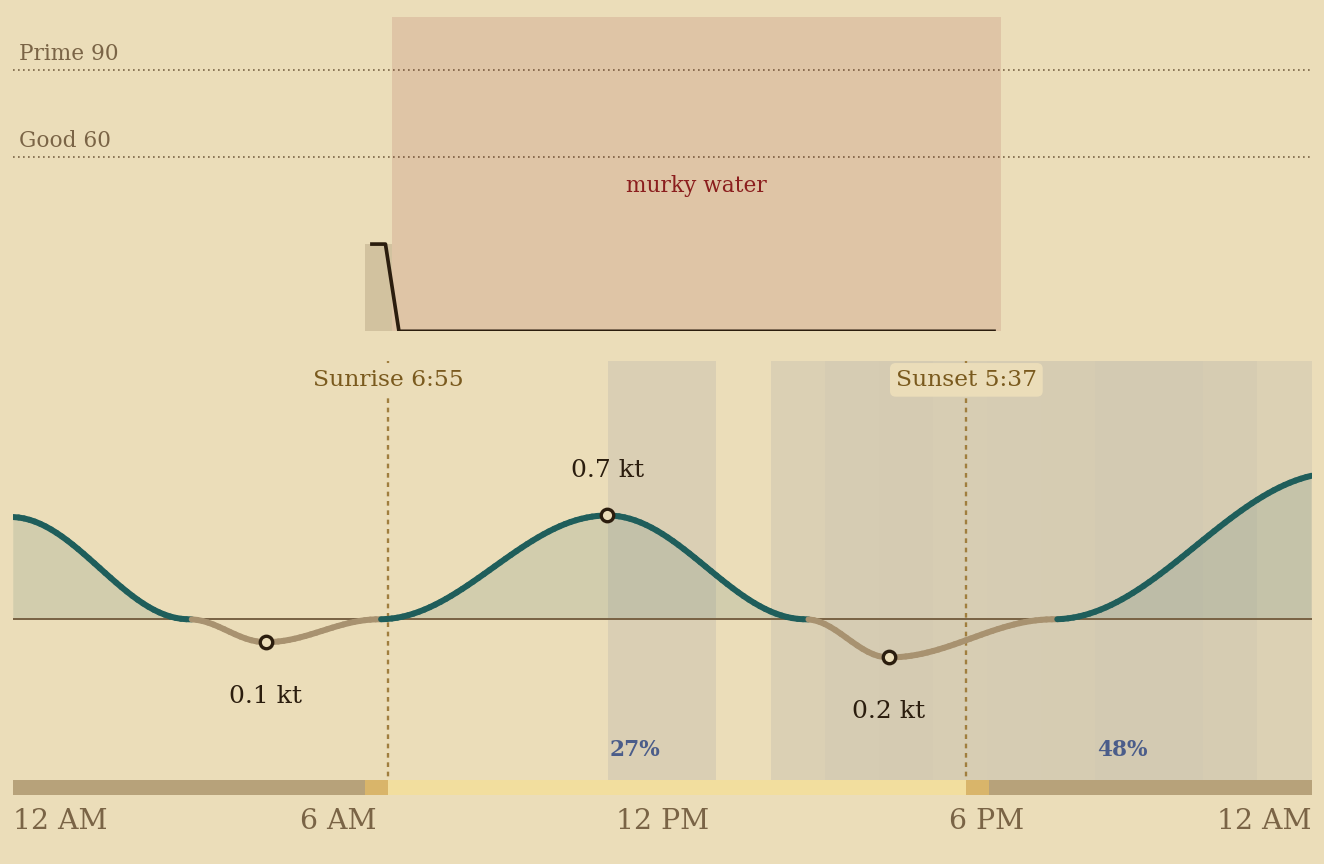 Prime 90
Good 60
murky water
Sunrise 6:55
Sunset 5:37
0.7 kt
0.1 kt
0.2 kt
27%
48%
12 AM
6 AM
12 PM
6 PM
12 AM